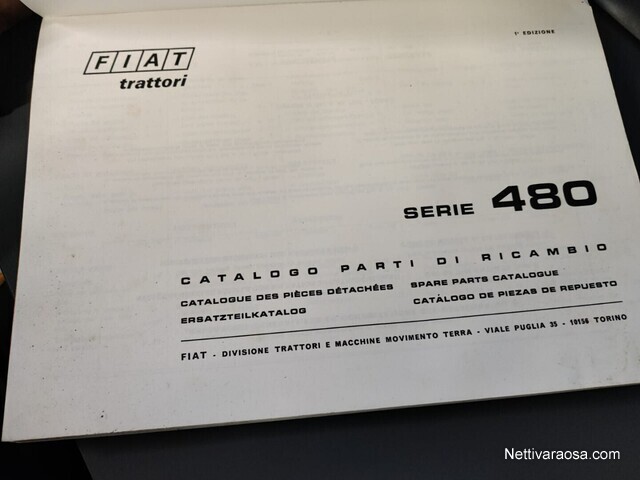 1ª EDIZIONE
FIAT
trattori
SERIE 480
CATALOGO PARTI DI RICAMBIO
CATALOGUE DES PIÈCES DÉTACHÉES SPARE PARTS CATALOGUE
ERSATZTEILKATALOG CATÁLOGO DE PIEZAS DE REPUESTO
FIAT - DIVISIONE TRATTORI E MACCHINE MOVIMENTO TERRA - VIALE PUGLIA 35 - 10156 TORINO
Nettivaraosa.com